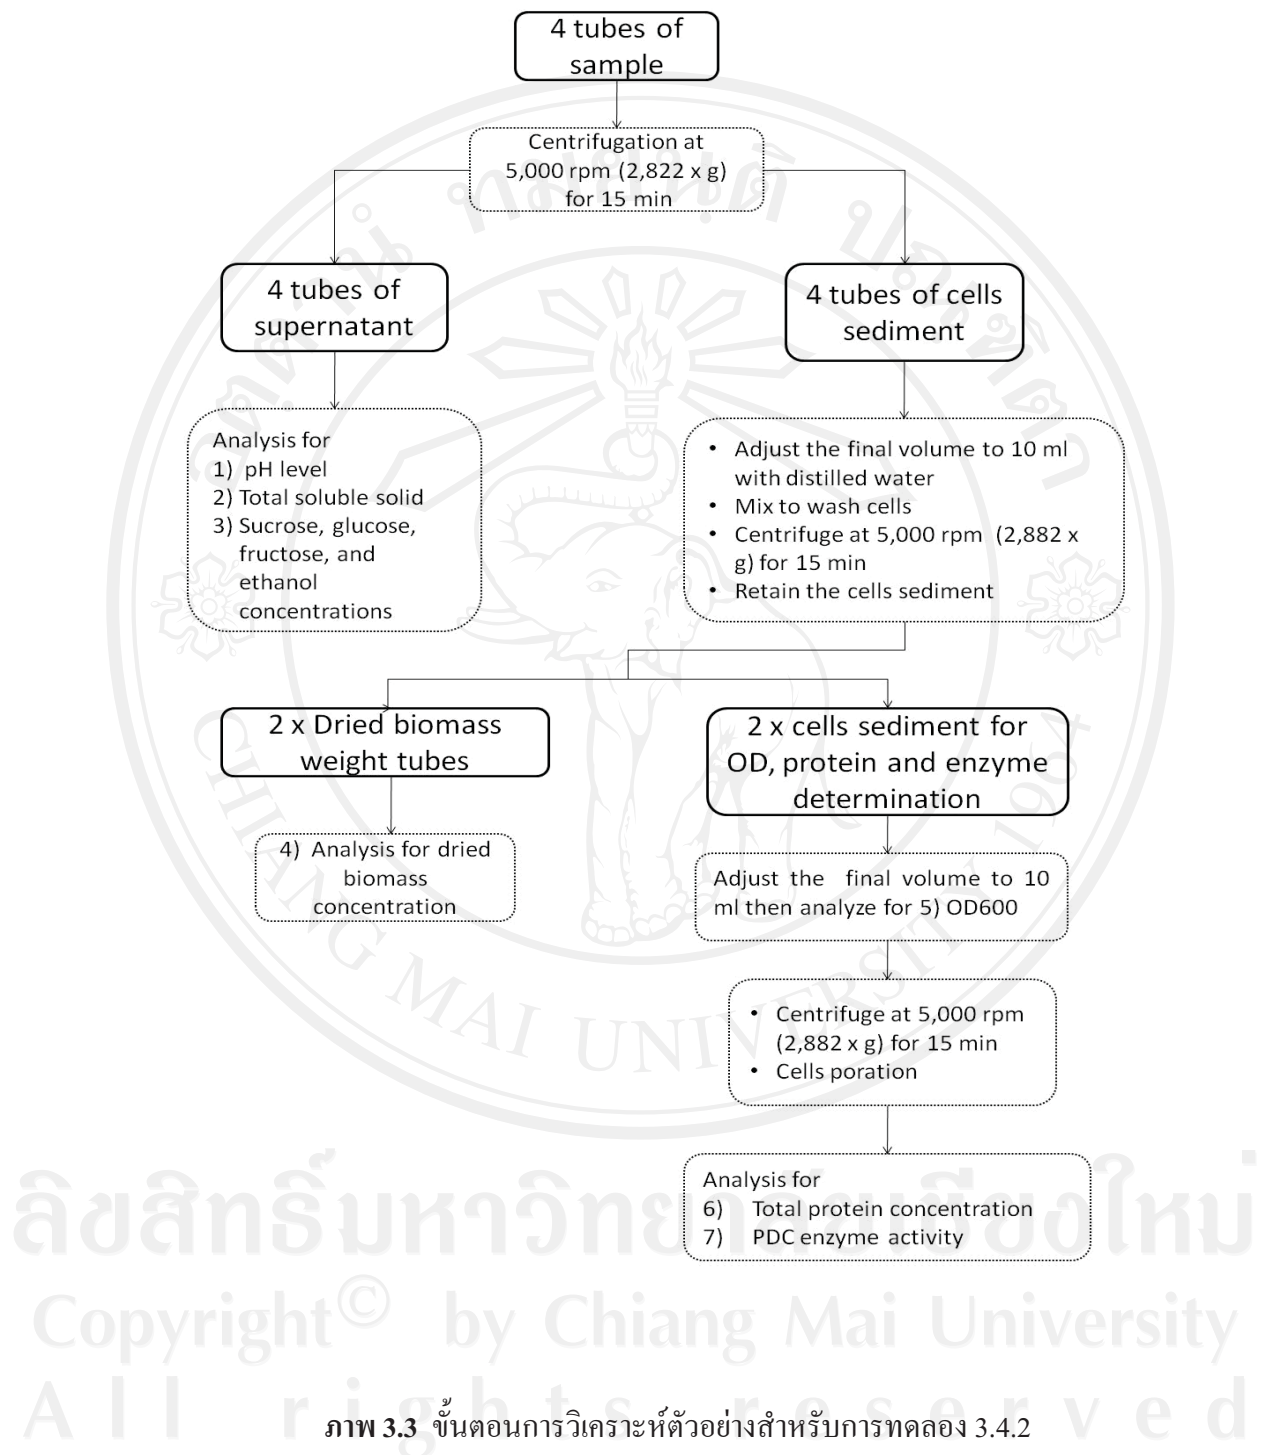 4 tubes of
sample
Centrifugation at
5,000 rpm (2,822 x g)
for 15 min
4 tubes of
supernatant
4 tubes of cells
sediment
Analysis for
1) pH level
2) Total soluble solid
3) Sucrose, glucose,
fructose, and
ethanol
concentrations
• Adjust the final volume to 10 ml
with distilled water
• Mix to wash cells
• Centrifuge at 5,000 rpm (2,882 x
g) for 15 min
• Retain the cells sediment
2 x Dried biomass
weight tubes
2 x cells sediment for
OD, protein and enzyme
determination
4) Analysis for dried
biomass
concentration
Adjust the final volume to 10
ml then analyze for 5) OD600
• Centrifuge at 5,000 rpm
(2,882 x g) for 15 min
• Cells poration
Analysis for
6) Total protein concentration
7) PDC enzyme activity
CHIANG MAI UNIVERSITY 1964
ลิขสิทธิ์มหาวิทยาลัยเชียงใหม่
Copyright© by Chiang Mai University
All rights reserved
ภาพ 3.3 ขั้นตอนการวิเคราะห์ตัวอย่างสำหรับการทดลอง 3.4.2